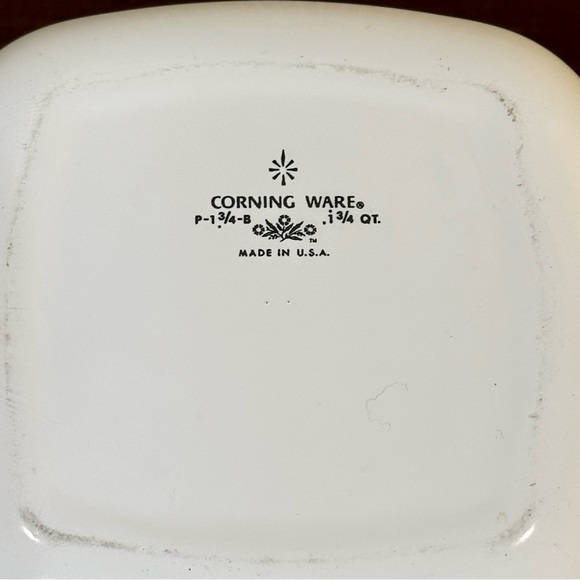 CORNING WARE®
P-1¾-B 1¾ QT.
™
MADE IN U.S.A.